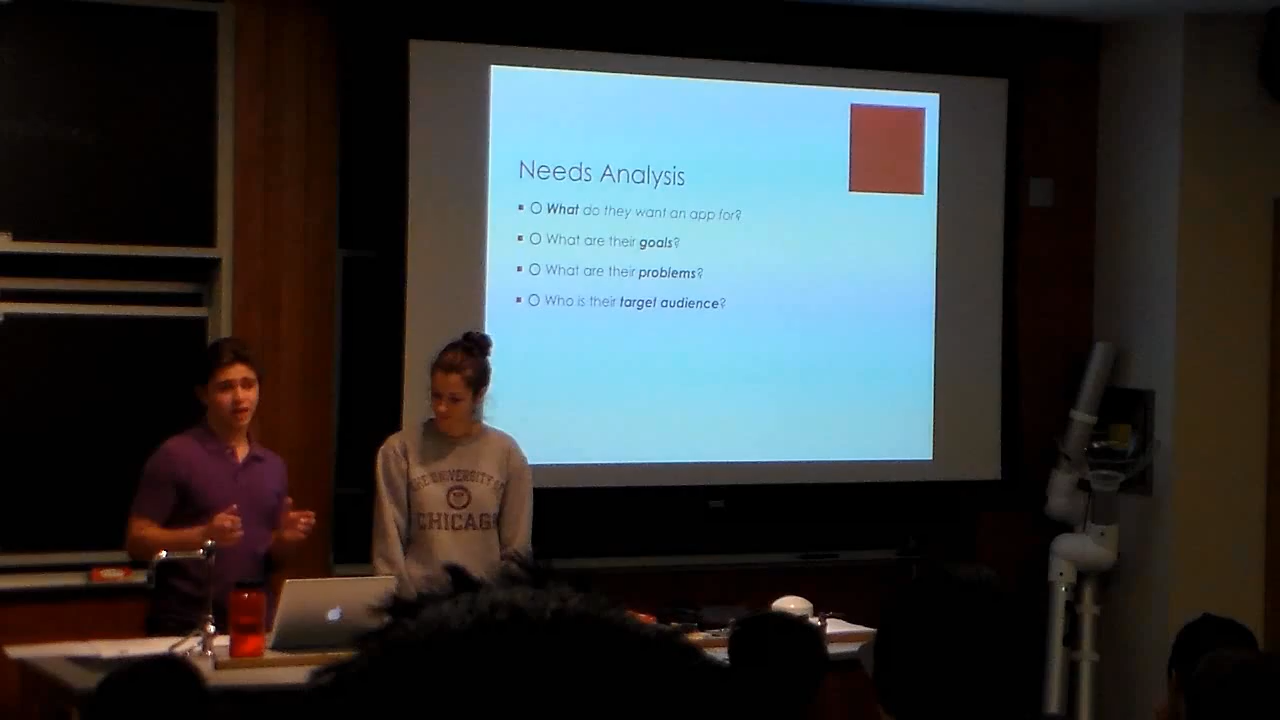 Needs Analysis
▪ O What do they want an app for?
▪ O What are their goals?
▪ O What are their problems?
▪ O Who is their target audience?
THE UNIVERSITY OF
CHICAGO